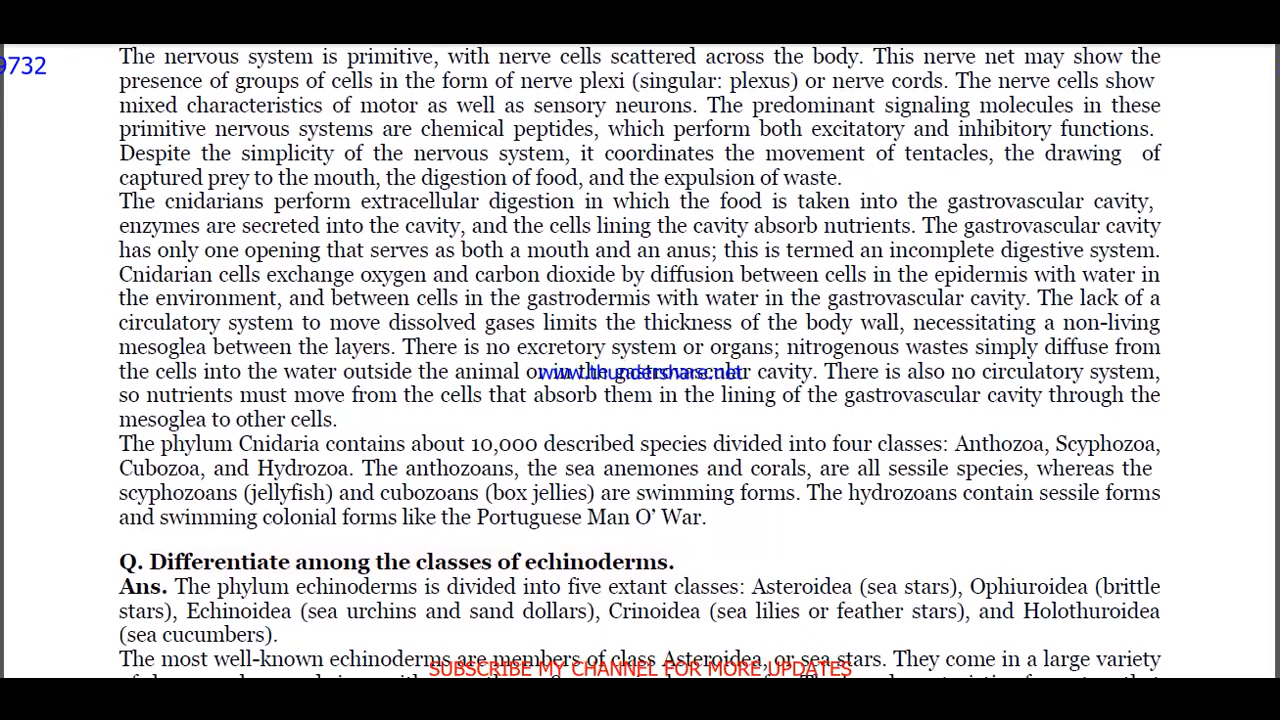 The nervous system is primitive, with nerve cells scattered across the body. This nerve net may show the
9732
presence of groups of cells in the form of nerve plexi (singular: plexus) or nerve cords. The nerve cells show
mixed characteristics of motor as well as sensory neurons. The predominant signaling molecules in these
primitive nervous systems are chemical peptides, which perform both excitatory and inhibitory functions.
Despite the simplicity of the nervous system, it coordinates the movement of tentacles, the drawing of
captured prey to the mouth, the digestion of food, and the expulsion of waste.
The cnidarians perform extracellular digestion in which the food is taken into the gastrovascular cavity,
enzymes are secreted into the cavity, and the cells lining the cavity absorb nutrients. The gastrovascular cavity
has only one opening that serves as both a mouth and an anus; this is termed an incomplete digestive system.
Cnidarian cells exchange oxygen and carbon dioxide by diffusion between cells in the epidermis with water in
the environment, and between cells in the gastrodermis with water in the gastrovascular cavity. The lack of a
circulatory system to move dissolved gases limits the thickness of the body wall, necessitating a non-living
mesoglea between the layers. There is no excretory system or organs; nitrogenous wastes simply diffuse from
the cells into the water outside the animal or in the gastrovascular cavity. There is also no circulatory system,
www.thundershare.net
so nutrients must move from the cells that absorb them in the lining of the gastrovascular cavity through the
mesoglea to other cells.
The phylum Cnidaria contains about 10,000 described species divided into four classes: Anthozoa, Scyphozoa,
Cubozoa, and Hydrozoa. The anthozoans, the sea anemones and corals, are all sessile species, whereas the
scyphozoans (jellyfish) and cubozoans (box jellies) are swimming forms. The hydrozoans contain sessile forms
and swimming colonial forms like the Portuguese Man O’ War.
Q. Differentiate among the classes of echinoderms.
Ans. The phylum echinoderms is divided into five extant classes: Asteroidea (sea stars), Ophiuroidea (brittle
stars), Echinoidea (sea urchins and sand dollars), Crinoidea (sea lilies or feather stars), and Holothuroidea
(sea cucumbers).
The most well-known echinoderms are members of class Asteroidea, or sea stars. They come in a large variety
SUBSCRIBE MY CHANNEL FOR MORE UPDATES